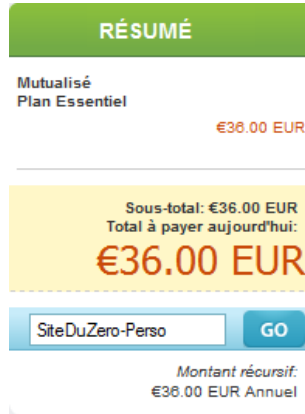 RÉSUMÉ
Mutualisé
Plan Essentiel
€36.00 EUR
Sous-total: €36.00 EUR
Total à payer aujourd'hui:
€36.00 EUR
SiteDuZero-Perso
GO
Montant récursif:
€36.00 EUR Annuel